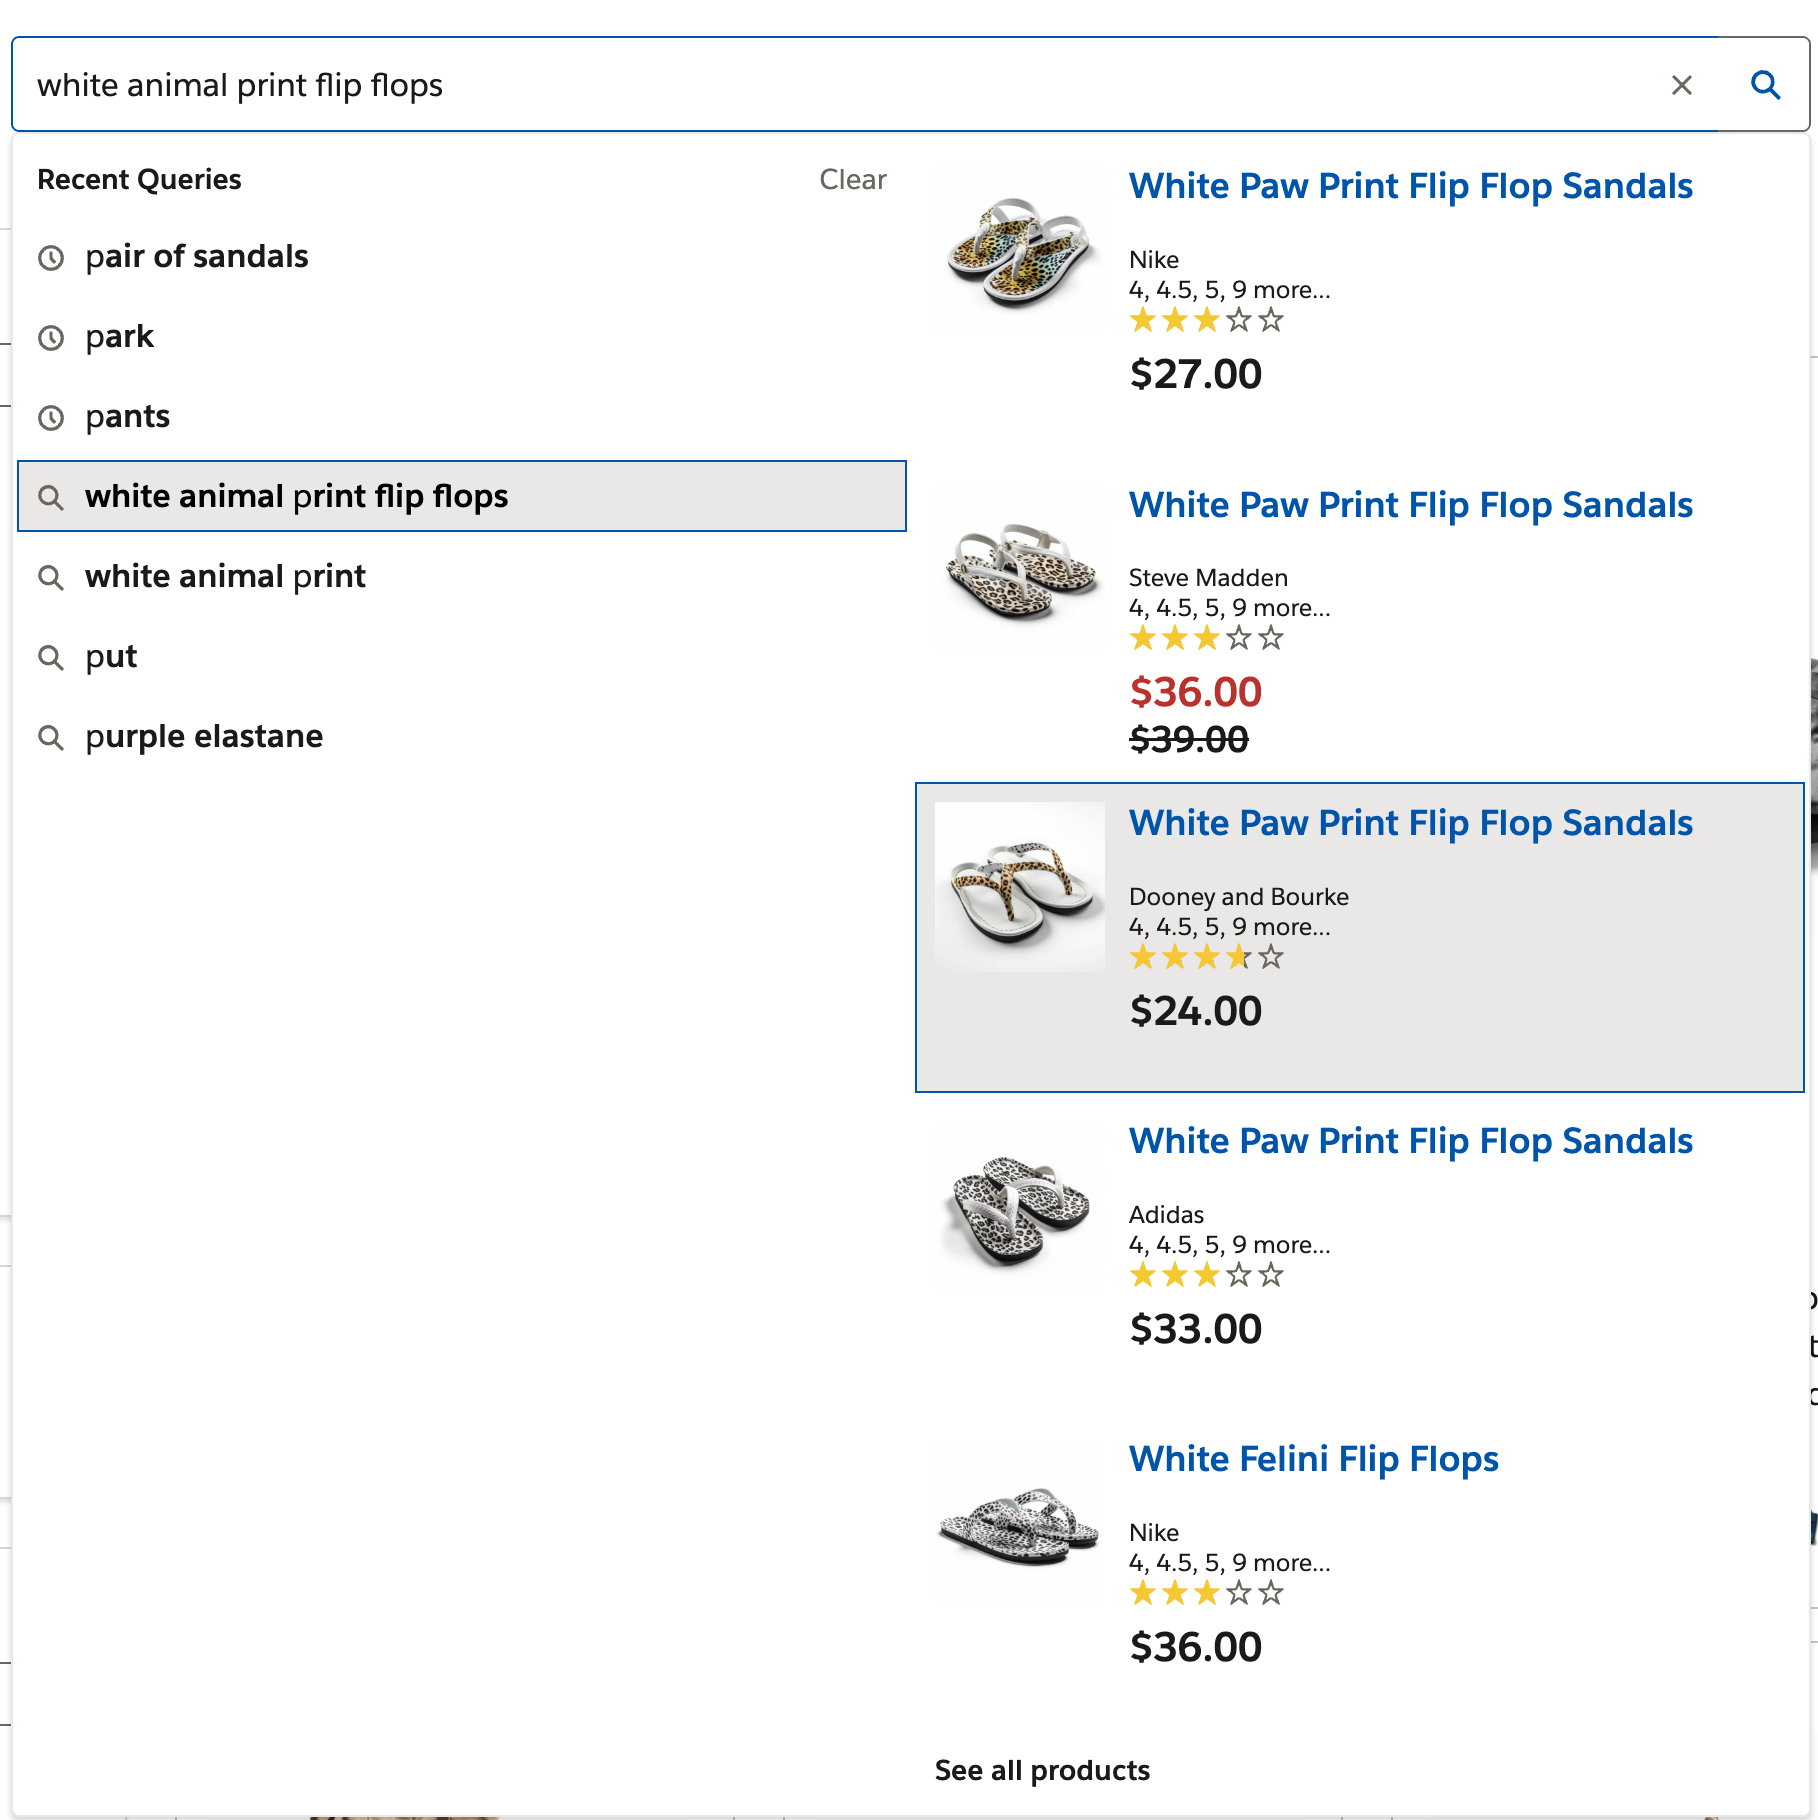 white animal print flip flops
Recent Queries
Clear
pair of sandals
park
pants
white animal print flip flops
white animal print
put
purple elastane
White Paw Print Flip Flop Sandals
Nike
4, 4.5, 5, 9 more...
$27.00
White Paw Print Flip Flop Sandals
Steve Madden
4, 4.5, 5, 9 more...
$36.00
$39.00
White Paw Print Flip Flop Sandals
Dooney and Bourke
4, 4.5, 5, 9 more...
$24.00
White Paw Print Flip Flop Sandals
Adidas
4, 4.5, 5, 9 more...
$33.00
White Felini Flip Flops
Nike
4, 4.5, 5, 9 more...
$36.00
See all products